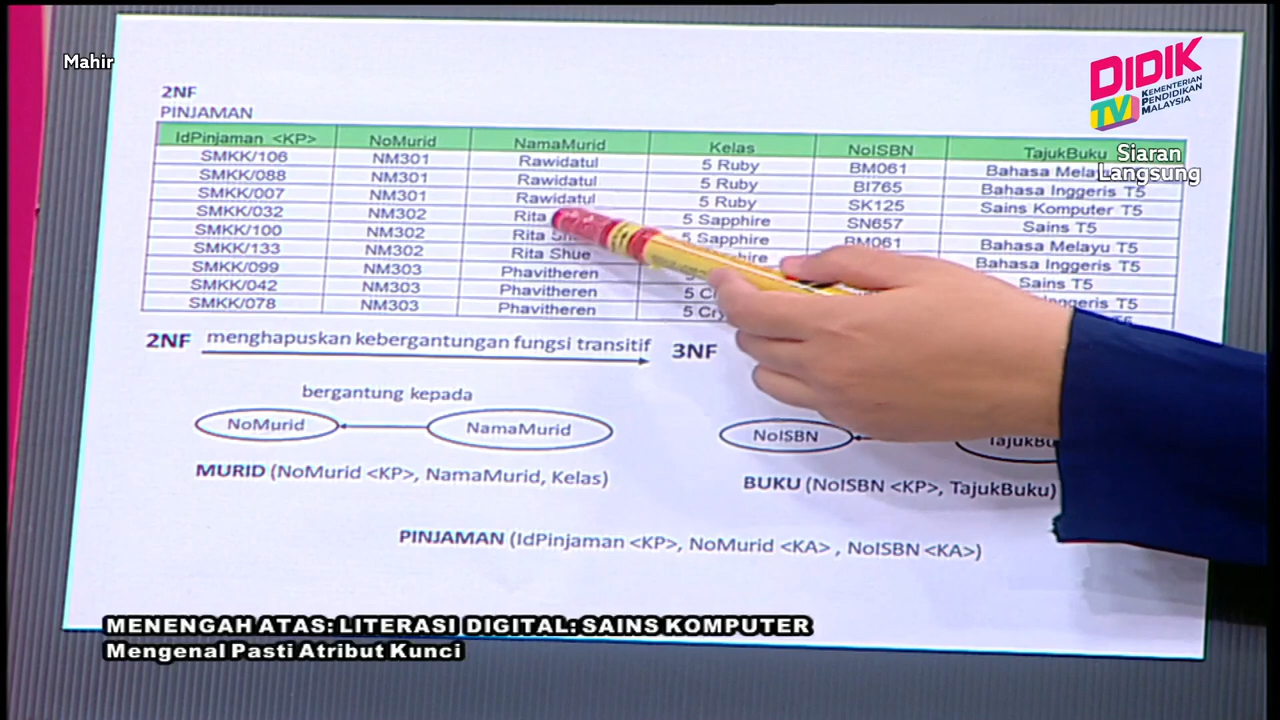 Mahir
DIDIK
TV
KEMENTERIAN
PENDIDIKAN
MALAYSIA
Siaran
Langsung
2NF
PINJAMAN
IdPinjaman <KP> NoMurid NamaMurid Kelas NoISBN TajukBuku
SMKK/106 NM301 Rawidatul 5 Ruby BM061 Bahasa
SMKK/088 NM301 Rawidatul 5 Ruby BI765 Bahasa Inggeris T5
SMKK/007 NM301 Rawidatul 5 Ruby SK125 Sains Komputer T5
SMKK/032 NM302 Rita 5 Sapphire SN657 Sains T5
SMKK/100 NM302 Rita 5 Sapphire BM061 Bahasa Melayu T5
SMKK/133 NM302 Rita Shue Bahasa Inggeris T5
SMKK/099 NM303 Phavitheren Sains T5
SMKK/042 NM303 Phavitheren 5 T5
SMKK/078 NM303 Phavitheren 5
2NF menghapuskan kebergantungan fungsi transitif 3NF
bergantung kepada
NoMurid NamaMurid NoISBN
MURID (NoMurid <KP>, NamaMurid, Kelas) BUKU (NoISBN <KP>, TajukBuku)
PINJAMAN (IdPinjaman <KP>, NoMurid <KA> , NoISBN <KA>)
MENENGAH ATAS: LITERASI DIGITAL: SAINS KOMPUTER
Mengenal Pasti Atribut Kunci